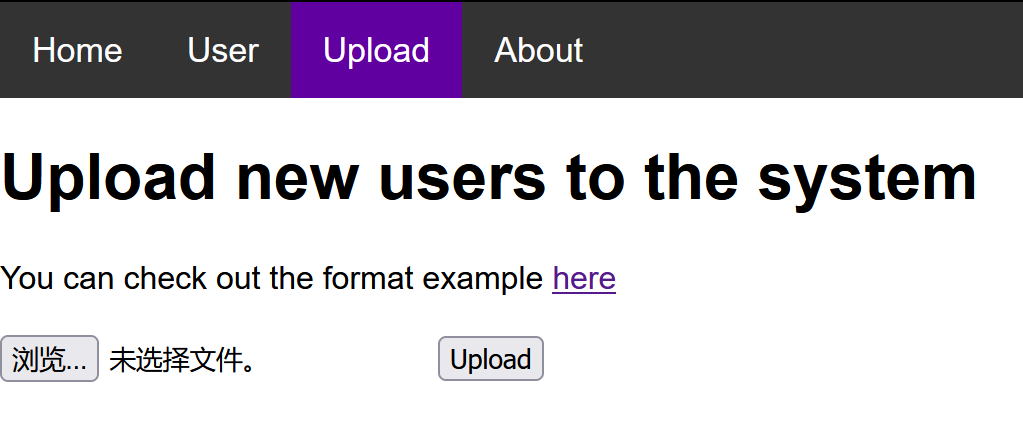 Home User Upload About
Upload new users to the system
You can check out the format example here
浏览... 未选择文件。 Upload